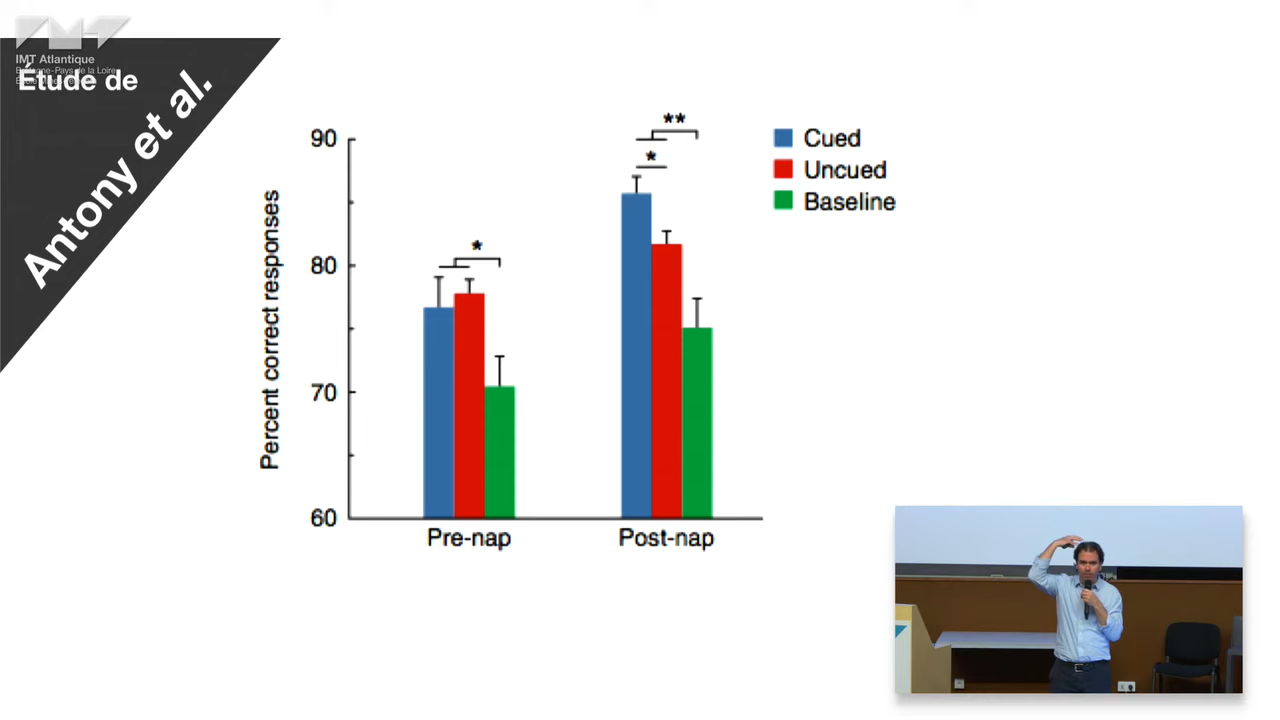 IMT Atlantique
Bretagne-Pays de la Loire
Étude de
Antony et al.
**
*
*
90
80
70
60
Percent correct responses
Pre-nap
Post-nap
Cued
Uncued
Baseline